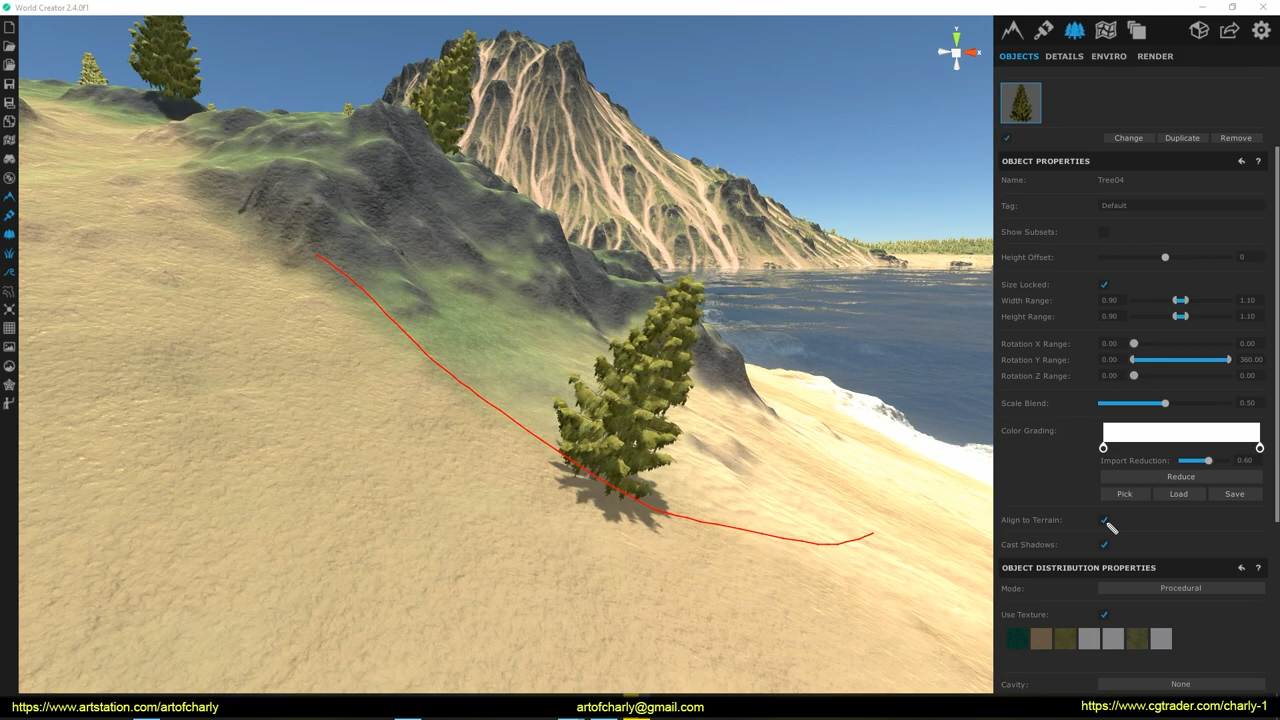 World Creator 2.4.0f1
OBJECTS DETAILS ENVIRO RENDER
Change Duplicate Remove
OBJECT PROPERTIES ?
Name: Tree04
Tag: Default
Show Subsets:
Height Offset: 0
Size Locked:
Width Range: 0.90 1.10
Height Range: 0.90 1.10
Rotation X Range: 0.00 0.00
Rotation Y Range: 0.00 360.00
Rotation Z Range: 0.00 0.00
Scale Blend: 0.50
Color Grading:
Import Reduction: 0.60
Reduce
Pick Load Save
Align to Terrain:
Cast Shadows:
OBJECT DISTRIBUTION PROPERTIES ?
Mode: Procedural
Use Texture:
Cavity: None
Y
X
https://www.artstation.com/artofcharly artofcharly@gmail.com https://www.cgtrader.com/charly-1